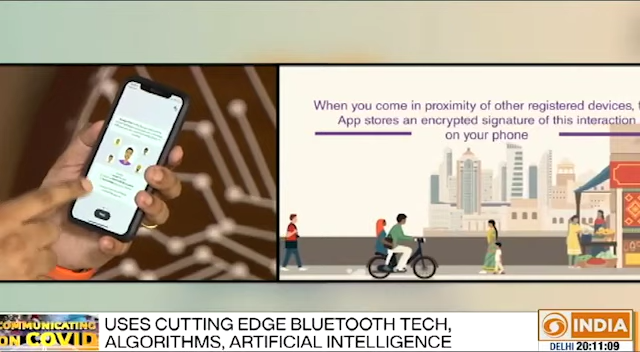 When you come in proximity of other registered devices,
App stores an encrypted signature of this interaction
on your phone
COMMUNICATING
ON COVID
USES CUTTING EDGE BLUETOOTH TECH,
ALGORITHMS, ARTIFICIAL INTELLIGENCE
INDIA
DELHI 20:11:09